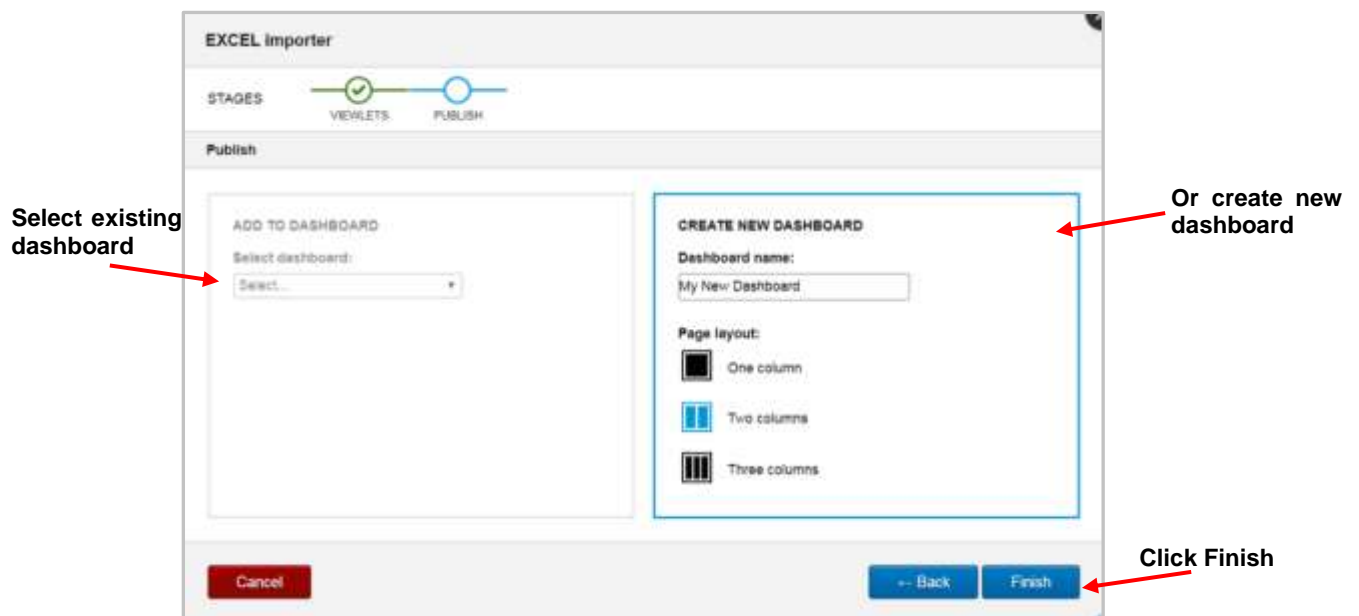 EXCEL Importer
STAGES
VIEWLETS PUBLISH
Publish
Select existing
dashboard
ADD TO DASHBOARD
Select dashboard:
Select...
CREATE NEW DASHBOARD
Dashboard name:
My New Dashboard
Page layout:
One column
Two columns
Three columns
Or create new
dashboard
Cancel
← Back
Finish
Click Finish